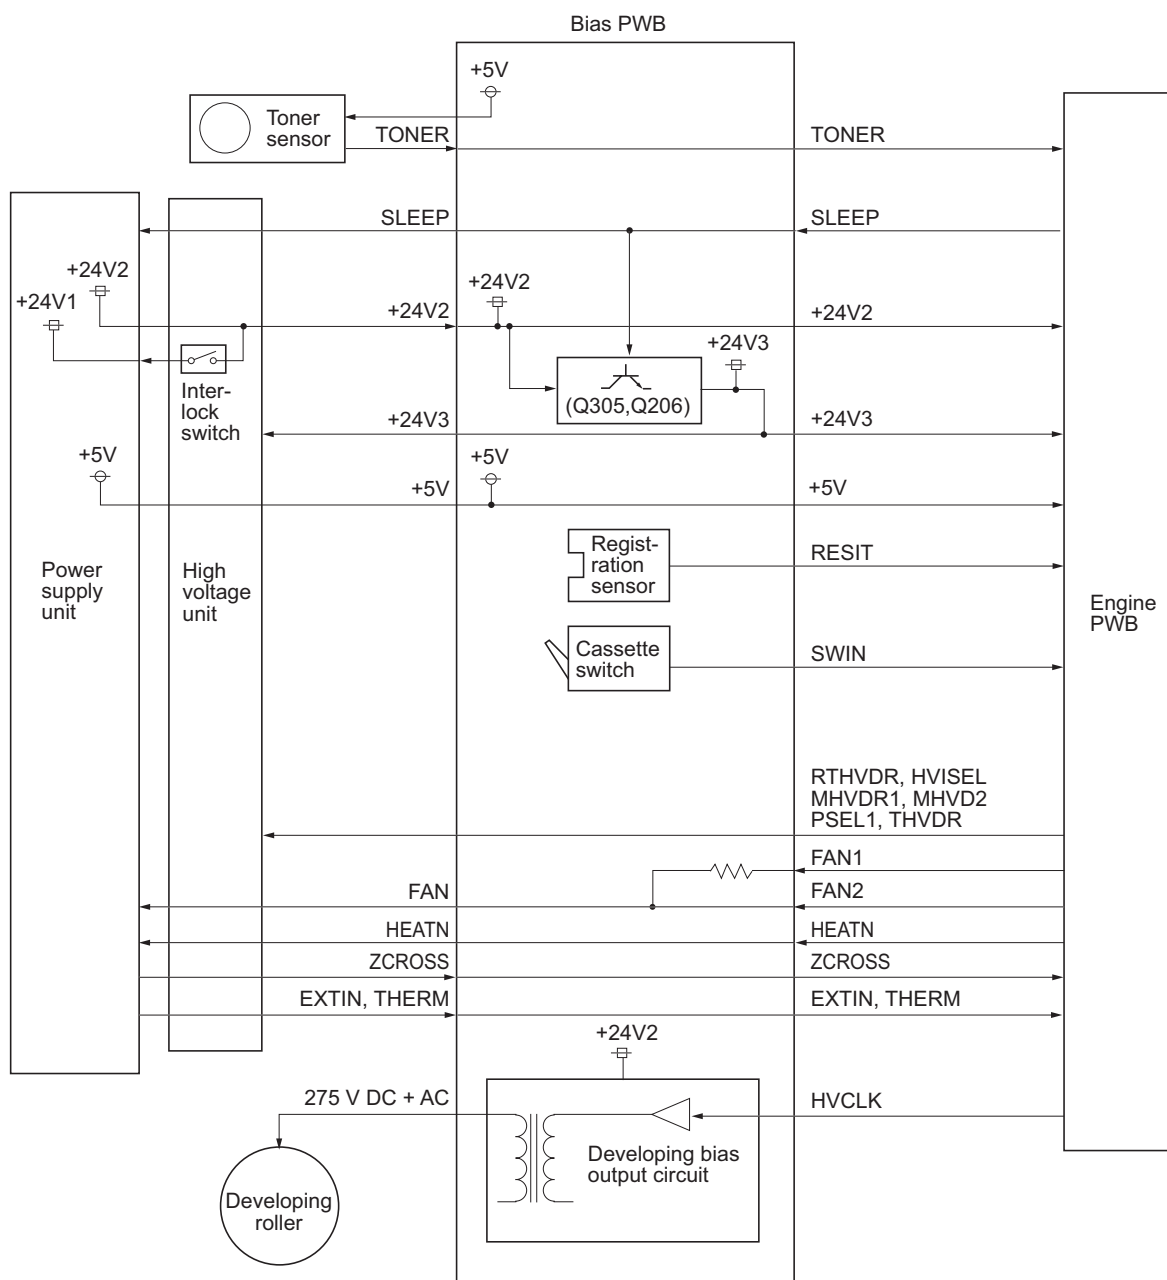 Bias PWB
+5V
Toner
sensor
TONER
TONER
SLEEP
SLEEP
+24V2
+24V1
+24V2
+24V2
+24V2
+24V3
(Q305,Q206)
Inter-
lock
switch
+24V3
+24V3
+5V
+5V
+5V
+5V
Regist-
ration
sensor
RESIT
Power
supply
unit
High
voltage
unit
Engine
PWB
Cassette
switch
SWIN
RTHVDR, HVISEL
MHVDR1, MHVD2
PSEL1, THVDR
FAN1
FAN
FAN2
HEATN
HEATN
ZCROSS
ZCROSS
EXTIN, THERM
EXTIN, THERM
+24V2
275 V DC + AC
HVCLK
Developing bias
output circuit
Developing
roller